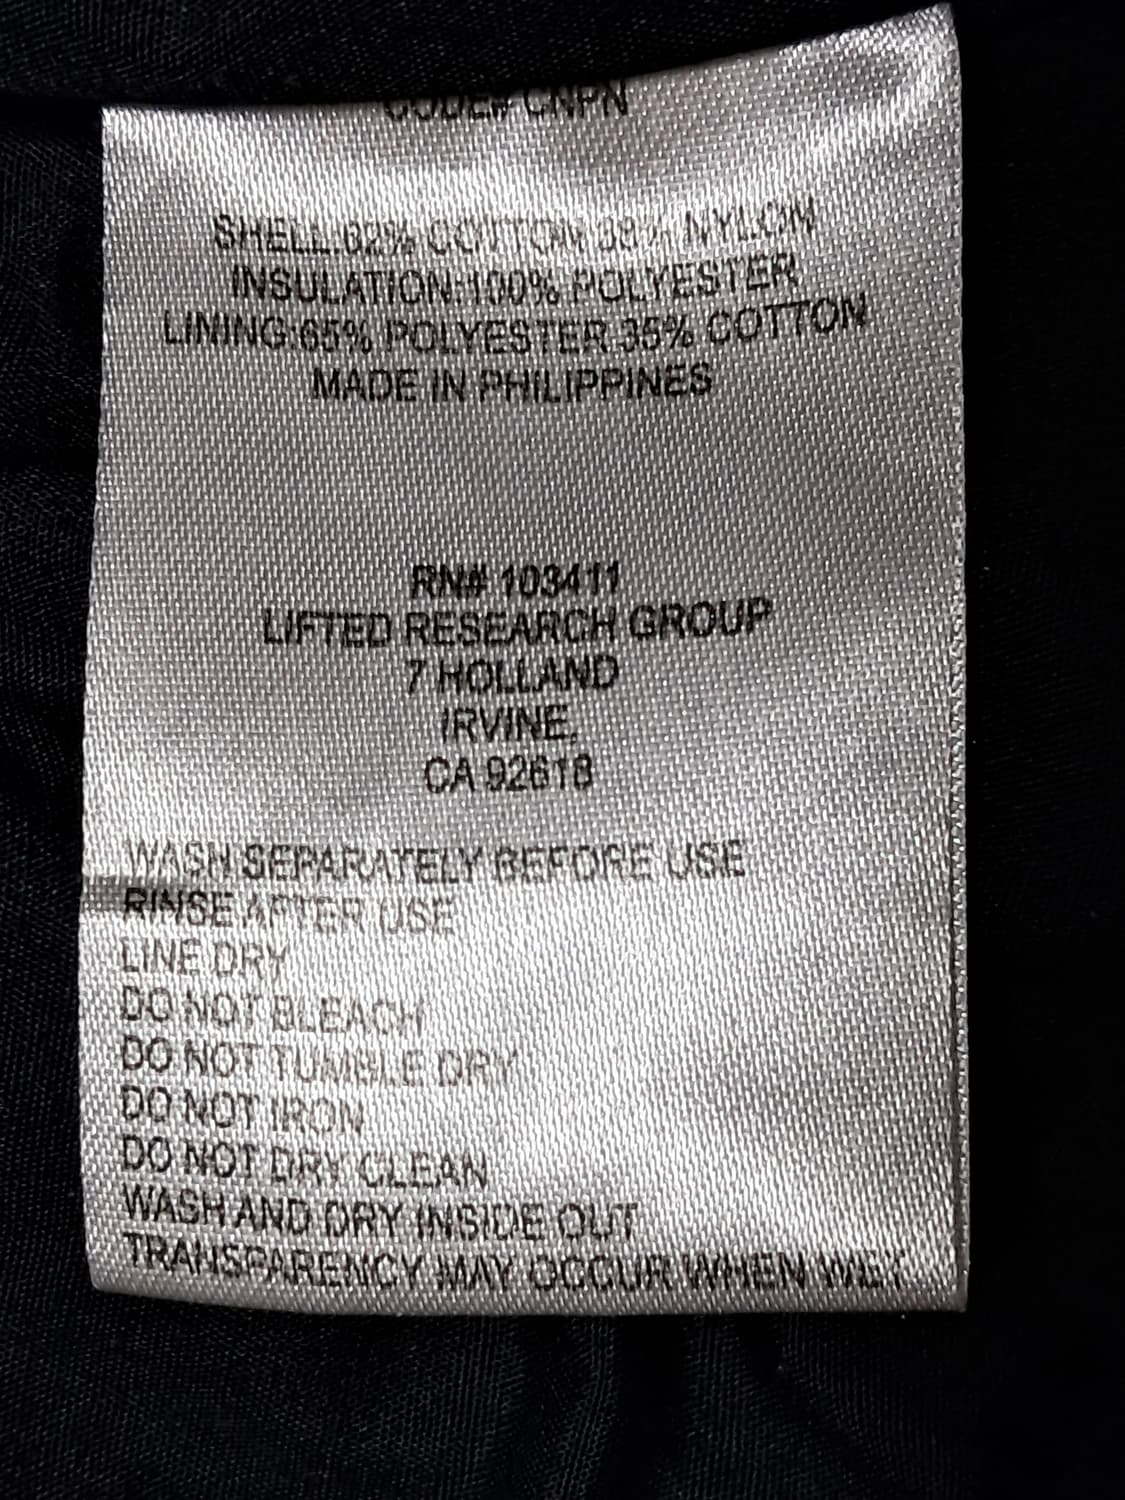 CODE# CNPN
SHELL:62% COTTON 38% NYLON
INSULATION:100% POLYESTER
LINING:65% POLYESTER 35% COTTON
MADE IN PHILIPPINES
RN# 103411
LIFTED RESEARCH GROUP
7 HOLLAND
IRVINE,
CA 92618
WASH SEPARATELY BEFORE USE
RINSE AFTER USE
LINE DRY
DO NOT BLEACH
DO NOT TUMBLE DRY
DO NOT IRON
DO NOT DRY CLEAN
WASH AND DRY INSIDE OUT
TRANSPARENCY MAY OCCUR WHEN WET